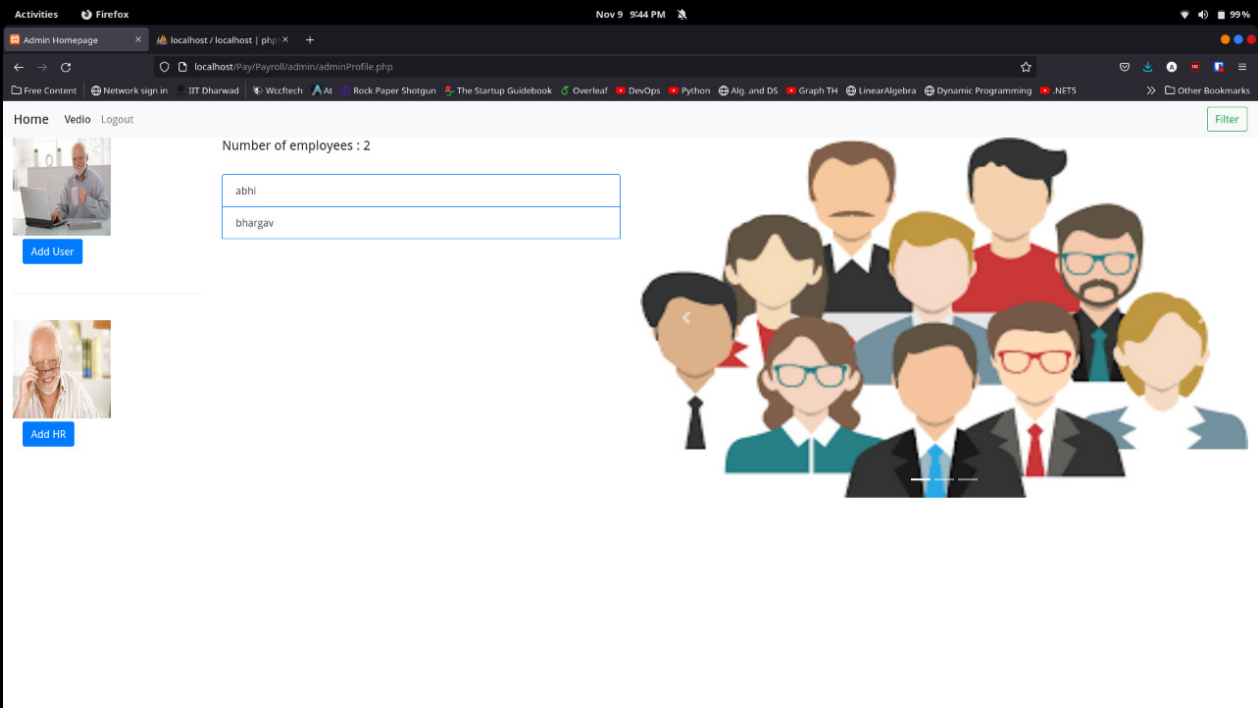 Activities Firefox Nov 9 9:44 PM 99 %
Admin Homepage × localhost / localhost | php × +
localhost/Pay/Payroll/admin/adminProfile.php
Free Content Network sign in IIT Dharwad Wccftech At Rock Paper Shotgun The Startup Guidebook Overleaf DevOps Python Alg. and DS Graph TH LinearAlgebra Dynamic Programming .NET5 Other Bookmarks
Home Vedio Logout Filter
Number of employees : 2
abhi
bhargav
Add User
Add HR